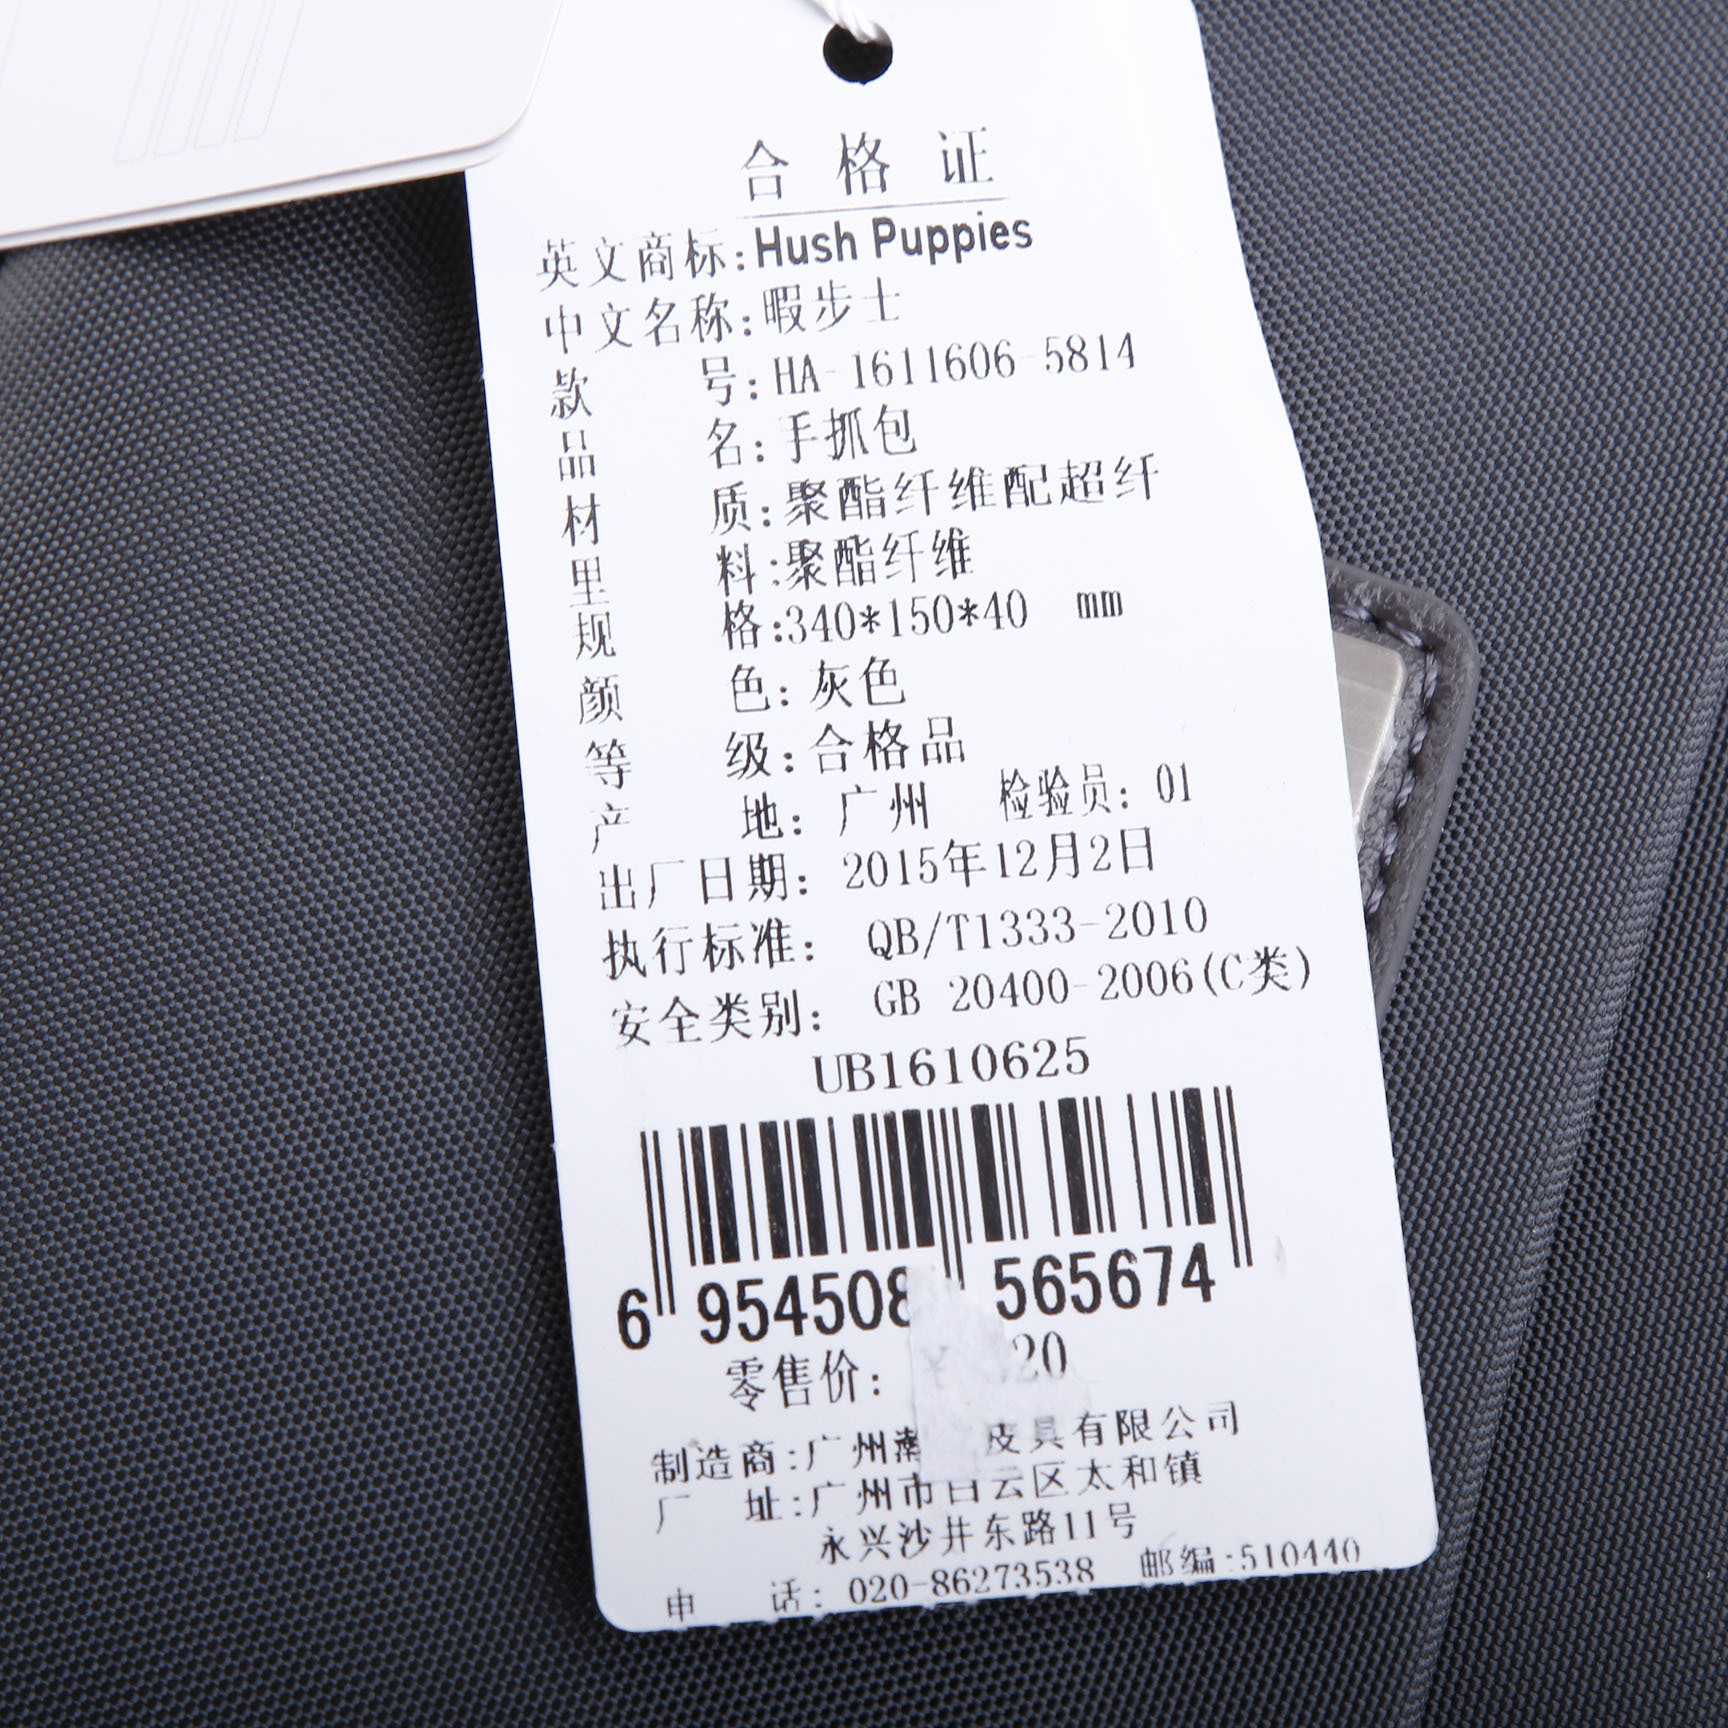 合格证
英文商标:Hush Puppies
中文名称:暇步士
款 号:HA-1611606-5814
品 名:手抓包
材 质:聚酯纤维配超纤
里 料:聚酯纤维
规 格:340*150*40 mm
颜 色:灰色
等 级:合格品
产 地:广州 检验员:01
出厂日期:2015年12月2日
执行标准:QB/T1333-2010
安全类别:GB 20400-2006(C类)
UB1610625
6 954508 565674
零售价:¥ 20
制造商:广州 皮具有限公司
厂 址:广州市白云区太和镇
永兴沙井东路11号
电 话:020-86273538 邮编:510440